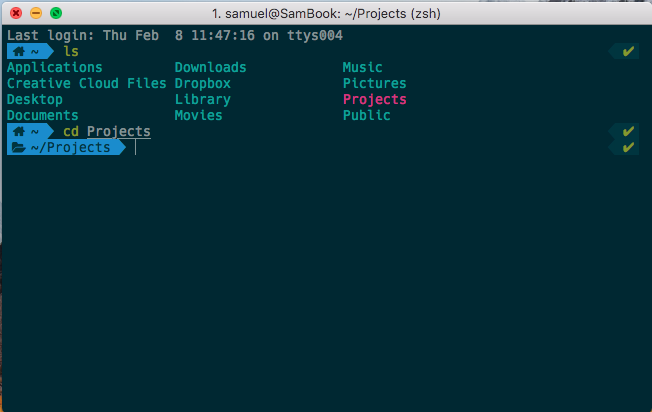 1. samuel@SamBook: ~/Projects (zsh)
Last login: Thu Feb  8 11:47:16 on ttys004
~ ls ✔
Applications Downloads Music
Creative Cloud Files Dropbox Pictures
Desktop Library Projects
Documents Movies Public
~ cd Projects ✔
~/Projects ✔